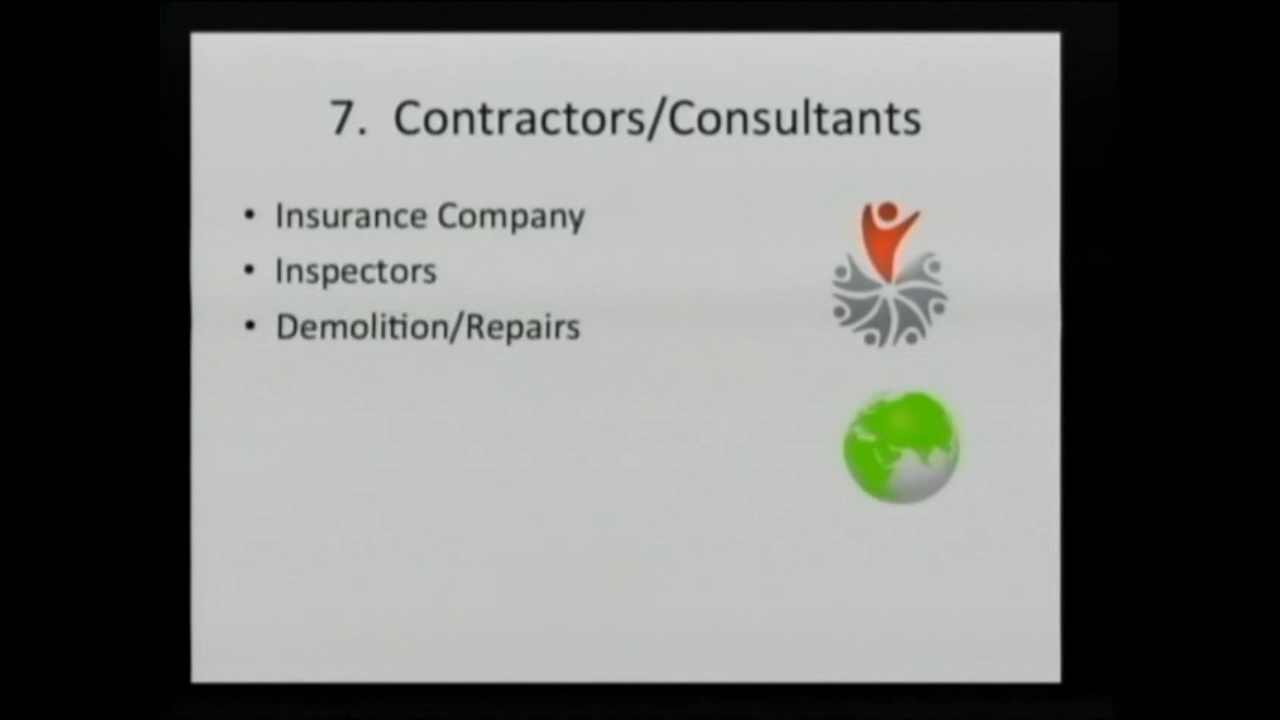 7. Contractors/Consultants
• Insurance Company
• Inspectors
• Demolition/Repairs